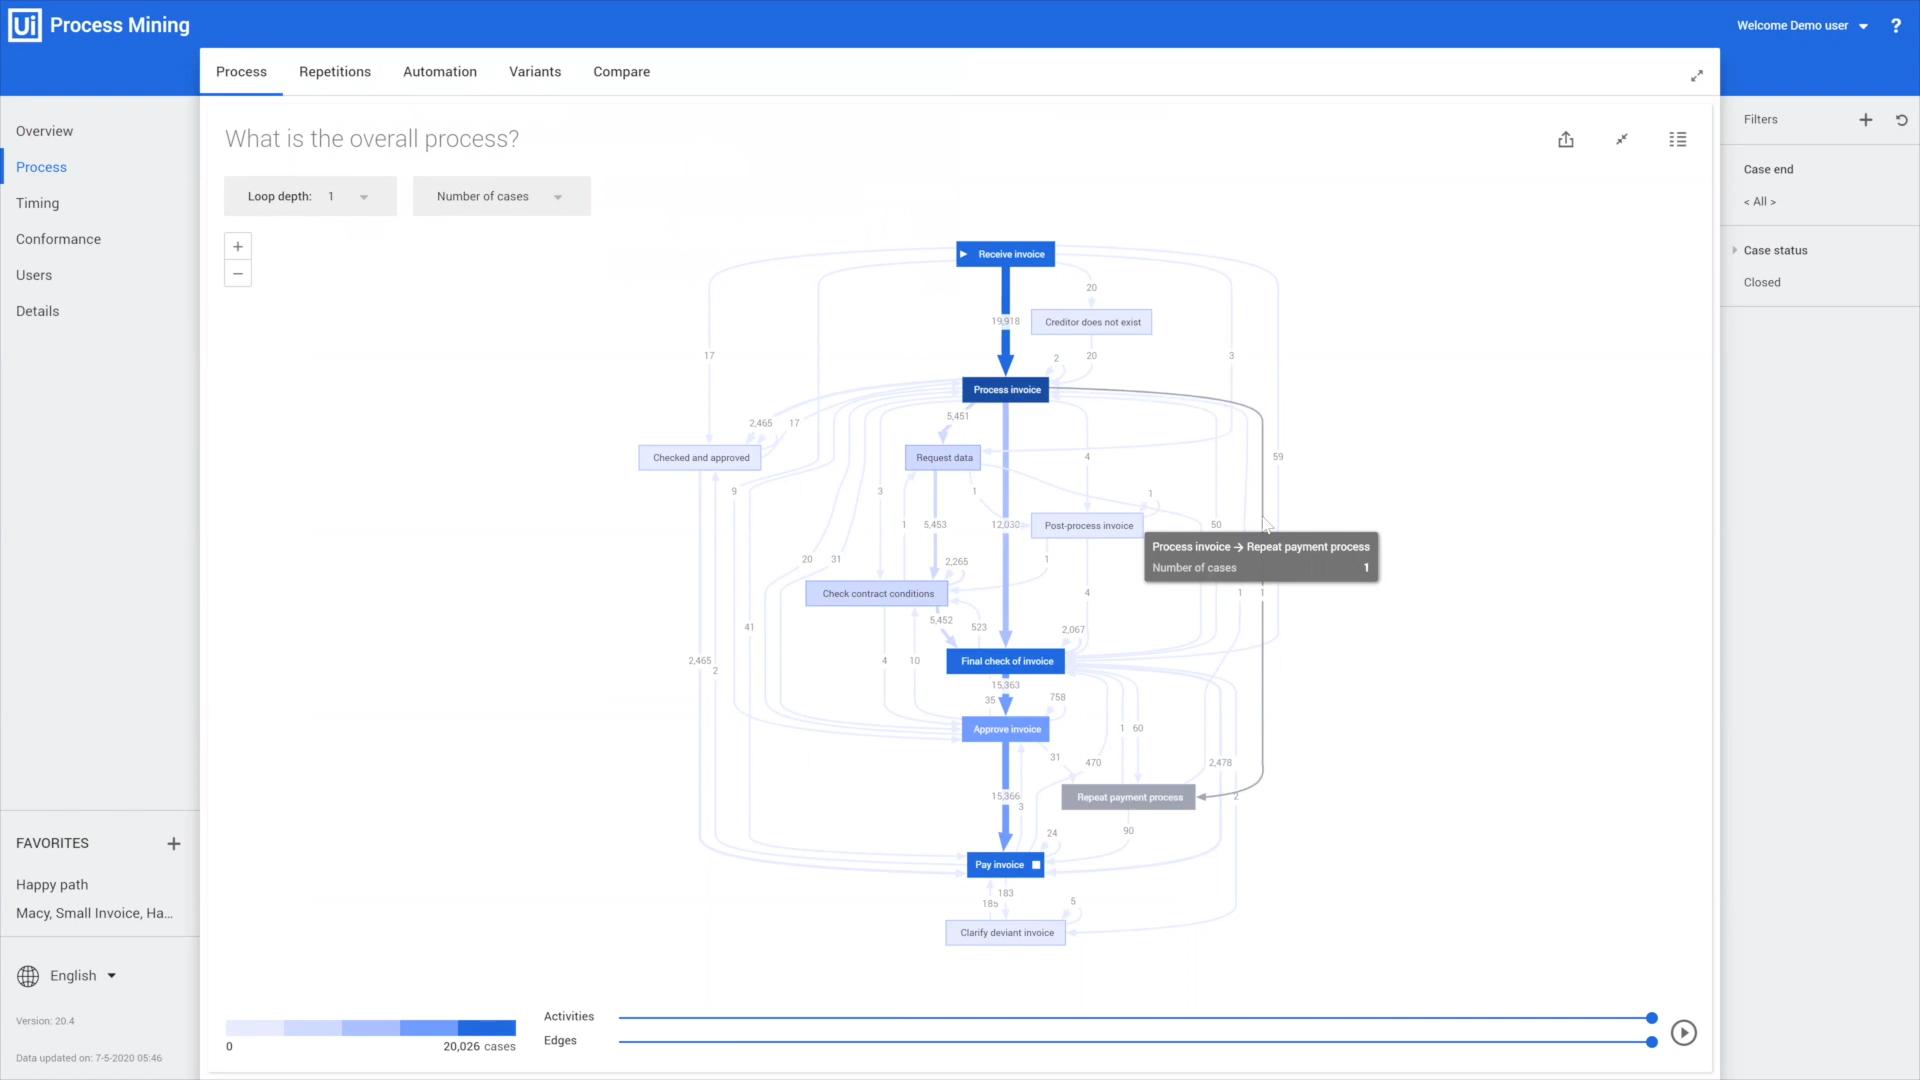 Ui Process Mining
Welcome Demo user
?
Process Repetitions Automation Variants Compare
Overview
Process
Timing
Conformance
Users
Details
FAVORITES
Happy path
Macy, Small Invoice, Ha...
English
Version: 20.4
Data updated on: 7-5-2020 05:46
What is the overall process?
Loop depth: 1
Number of cases
+
−
Receive invoice
20
19,918
Creditor does not exist
17
2
20
3
Process invoice
5,451
2,465
17
Checked and approved
Request data
4
59
9
3
1
1
1
5,453
12,030
Post-process invoice
50
Process invoice → Repeat payment process
Number of cases 1
20
31
2,265
1
Check contract conditions
4
1
1
5,452
523
41
2,067
2,465
2
4
10
Final check of invoice
15,363
35
758
Approve invoice
1
60
31
470
2,478
15,366
3
Repeat payment process
2
24
90
Pay invoice
183
185
5
Clarify deviant invoice
0
20,026 cases
Activities
Edges
Filters
Case end
< All >
Case status
Closed